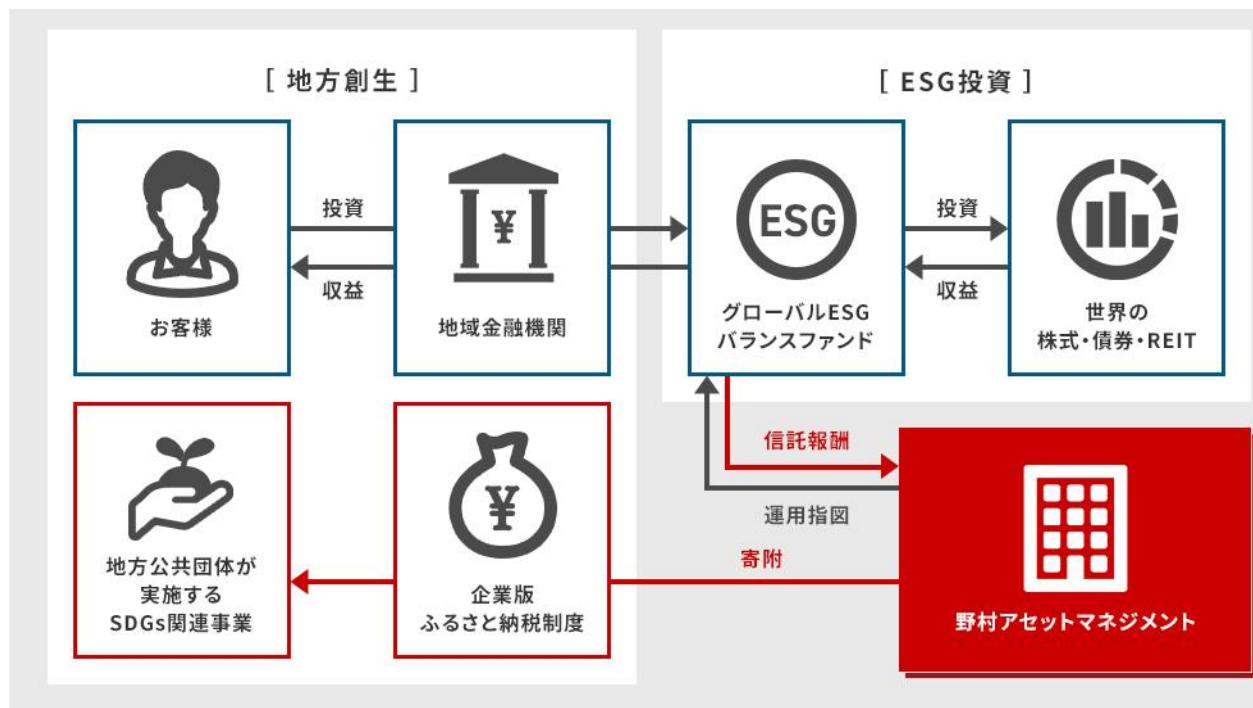 [ 地方創生 ]
[ ESG投資 ]
投資
収益
お客様
¥
地域金融機関
ESG
グローバルESG
バランスファンド
投資
収益
世界の
株式・債券・REIT
信託報酬
運用指図
寄附
地方公共団体が
実施する
SDGs関連事業
¥
企業版
ふるさと納税制度
野村アセットマネジメント